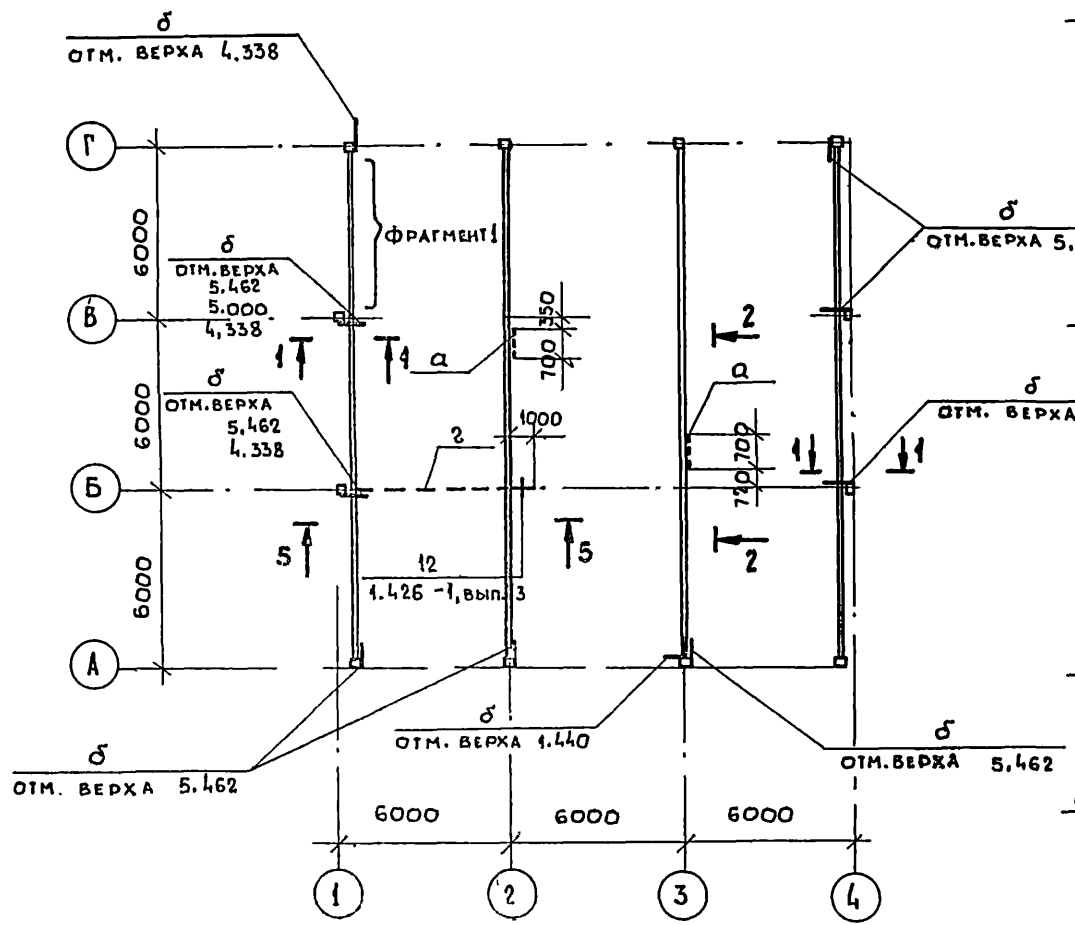 б
ОТМ. ВЕРХА 4,338
Г
6000
ФРАГМЕНТ 1
б
ОТМ. ВЕРХА
5.462
5.000
4,338
б
ОТМ. ВЕРХА 5,
В
350
700
а
1
1
2
а
б
ОТМ. ВЕРХА
5,462
4.338
6000
1000
2
700
720
1
1
б
ОТМ. ВЕРХА
Б
5
5
2
12
1.426 -1, ВЫП. 3
6000
А
б
ОТМ. ВЕРХА 1.440
б
ОТМ. ВЕРХА 5,462
б
ОТМ. ВЕРХА 5.462
6000
6000
6000
1
2
3
4